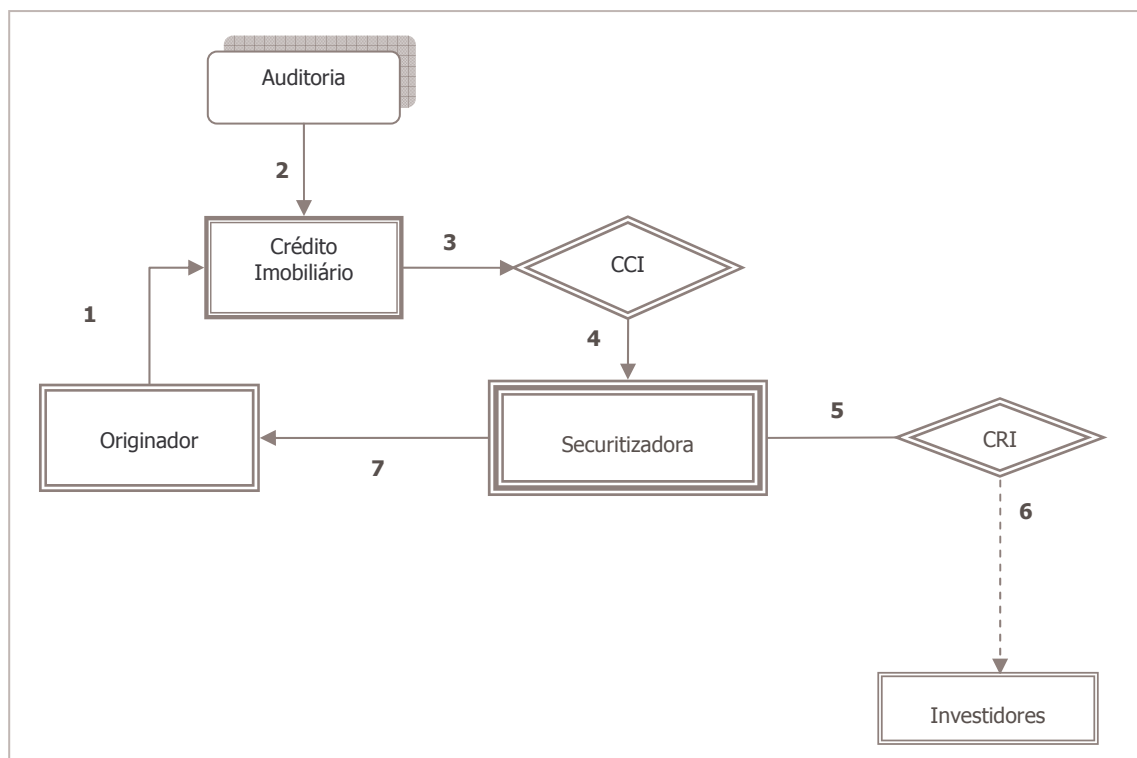 Auditoria
2
Crédito
Imobiliário
3
CCI
1
4
Originador
7
Securitizadora
5
CRI
6
Investidores